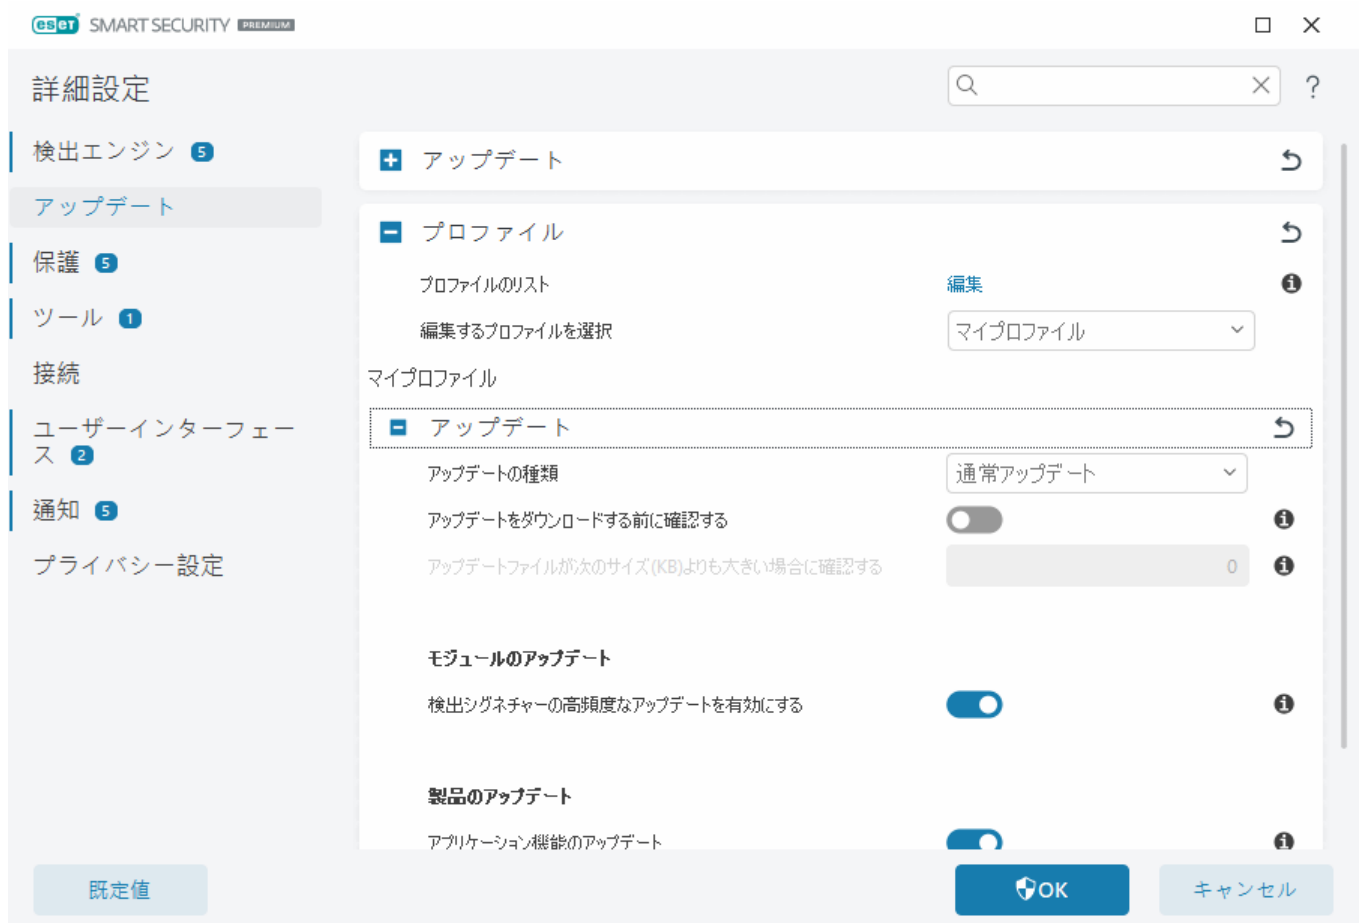 eset SMART SECURITY PREMIUM
詳細設定
?
検出エンジン 5
アップデート
保護 5
ツール 1
接続
ユーザーインターフェー
ス 2
通知 5
プライバシー設定
アップデート
プロファイル
プロファイルのリスト 編集
編集するプロファイルを選択 マイプロファイル
マイプロファイル
アップデート
アップデートの種類 通常アップデート
アップデートをダウンロードする前に確認する
アップデートファイルが次のサイズ(KB)よりも大きい場合に確認する 0
モジュールのアップデート
検出シグネチャーの高頻度なアップデートを有効にする
製品のアップデート
アプリケーション機能のアップデート
既定値 OK キャンセル